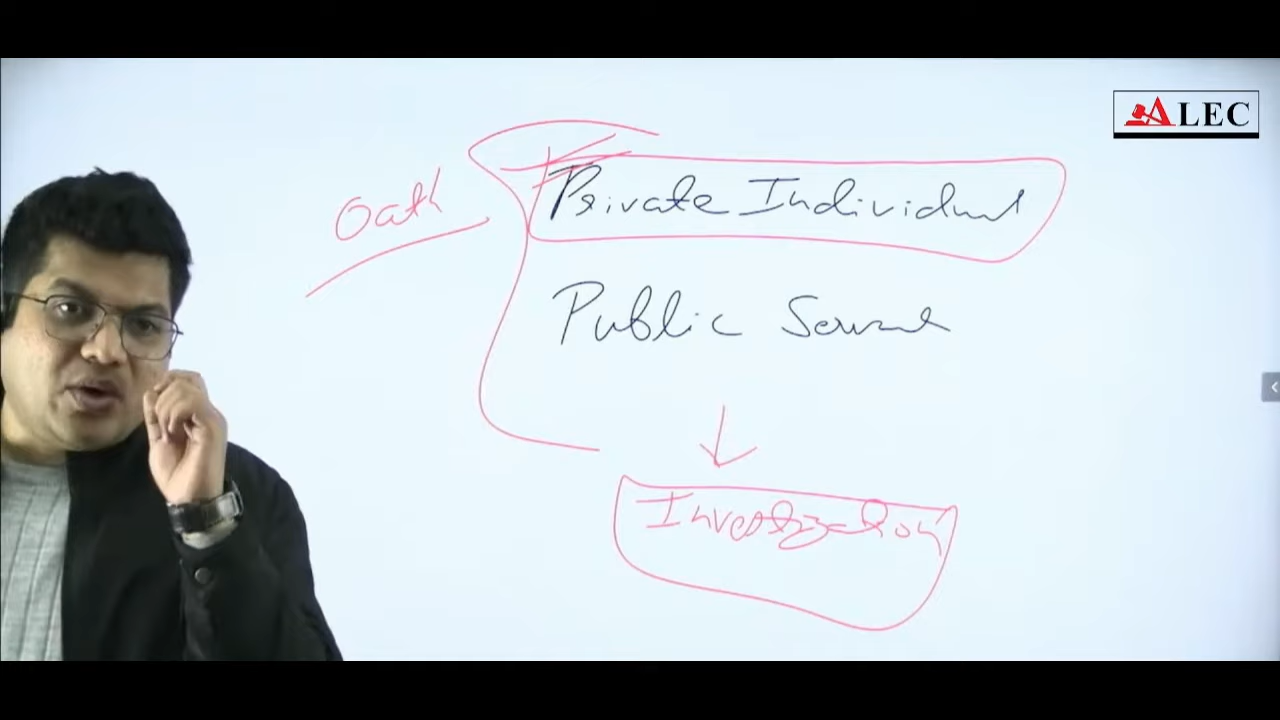 ALEC
Oath
Private Individual
Public Servant
Investigation